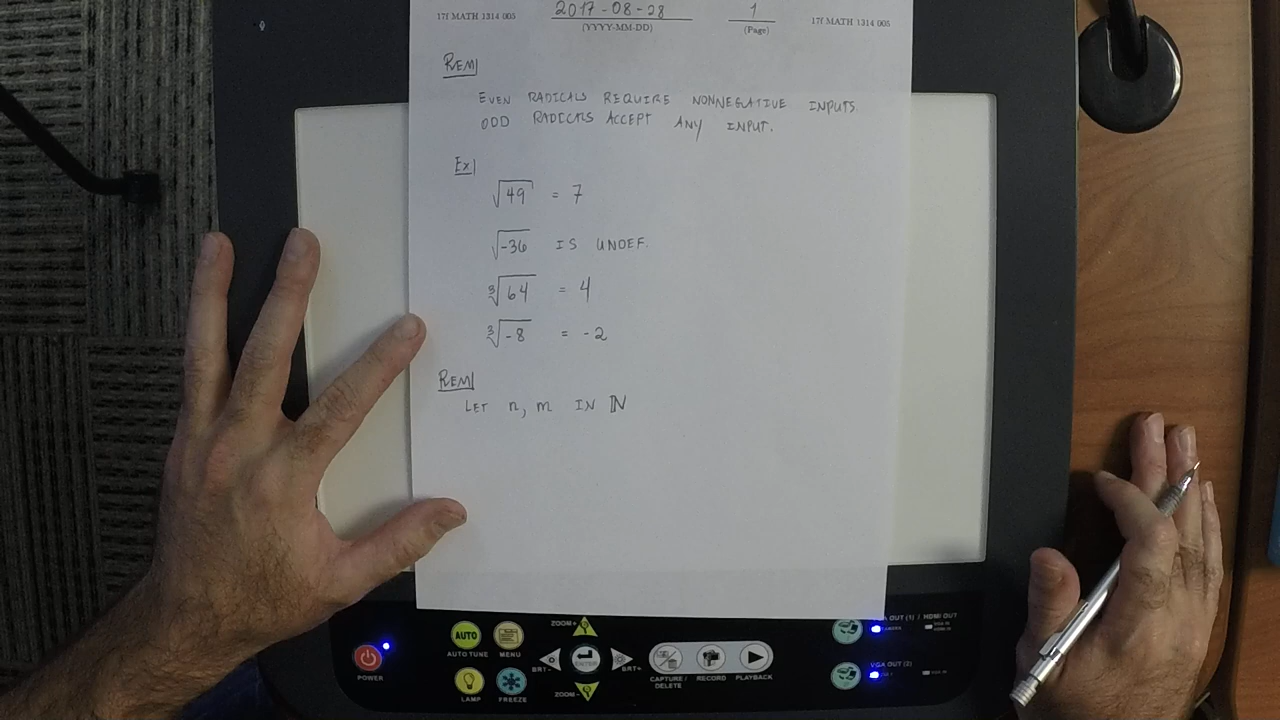 17f MATH 1314 005 2017-08-28 1 17f MATH 1314 005
(YYYY-MM-DD) (Page)
REM
EVEN RADICALS REQUIRE NONNEGATIVE INPUTS.
ODD RADICALS ACCEPT ANY INPUT.
Ex
√49 = 7
√-36 IS UNDEF.
∛64 = 4
∛-8 = -2
REM
LET n, m IN ℕ
ZOOM+
AUTO
AUTO TUNE MENU
POWER
BRT- ENTER BRT+
LAMP FREEZE
ZOOM-
CAPTURE / DELETE RECORD PLAYBACK
VGA OUT (1) / HDMI OUT
VGA OUT (2)